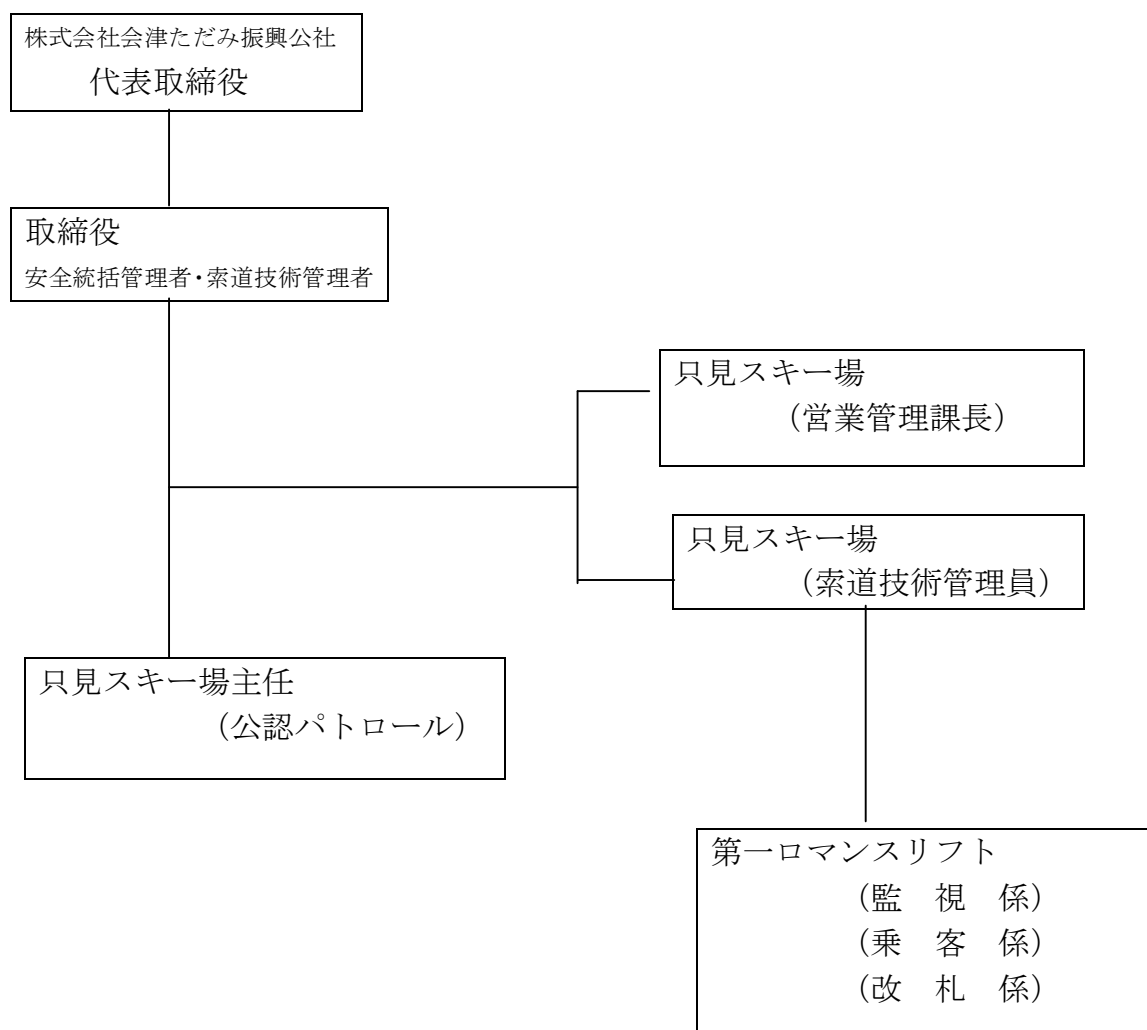 株式会社会津ただみ振興公社
代表取締役
取締役
安全統括管理者・索道技術管理者
只見スキー場
（営業管理課長）
只見スキー場
（索道技術管理員）
只見スキー場主任
（公認パトロール）
第一ロマンスリフト
（監　視　係）
（乗　客　係）
（改　札　係）